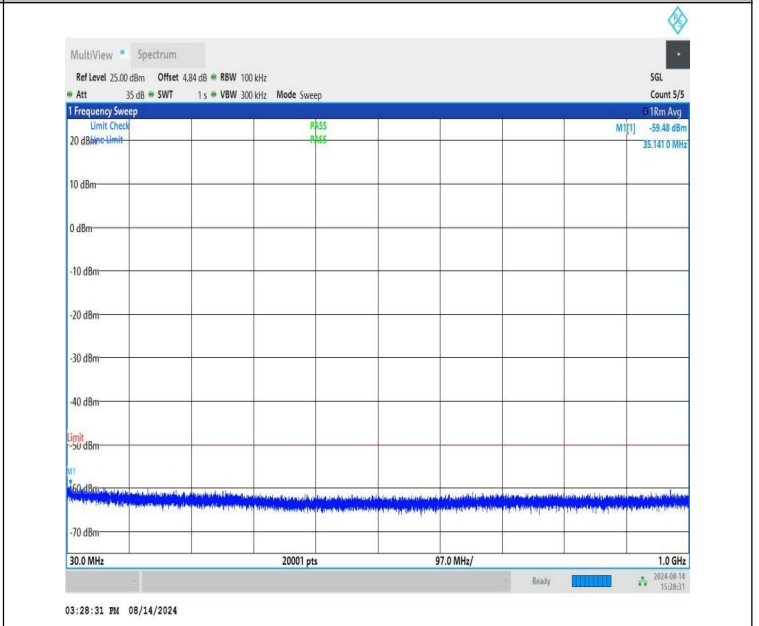 MultiView Spectrum
Ref Level 25.00 dBm Offset 4.84 dB RBW 100 kHz SGL
Att 35 dB SWT 1 s VBW 300 kHz Mode Sweep Count 5/5
1 Frequency Sweep 1Rm Avg
Limit Check PASS M1[1] -59.48 dBm
20 dBm Line Limit PASS 35.141 0 MHz
10 dBm
0 dBm
-10 dBm
-20 dBm
-30 dBm
-40 dBm
Limit
-50 dBm
M1
-60 dBm
-70 dBm
30.0 MHz 20001 pts 97.0 MHz/ 1.0 GHz
Ready 2024-08-14
15:28:31
03:28:31 PM 08/14/2024